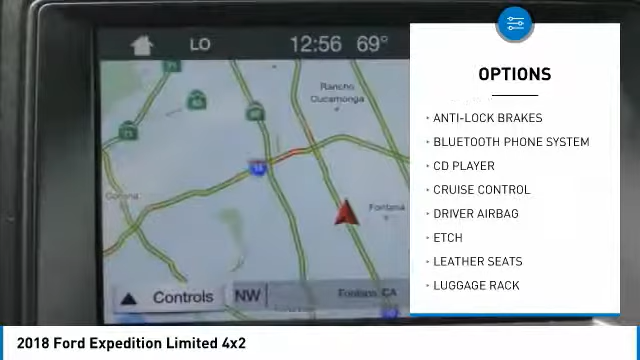 LO 12:56 69°
Rancho
Cucamonga
Corona
Fontana
Controls NW Fontana, CA
OPTIONS
ANTI-LOCK BRAKES
BLUETOOTH PHONE SYSTEM
CD PLAYER
CRUISE CONTROL
DRIVER AIRBAG
ETCH
LEATHER SEATS
LUGGAGE RACK
2018 Ford Expedition Limited 4x2